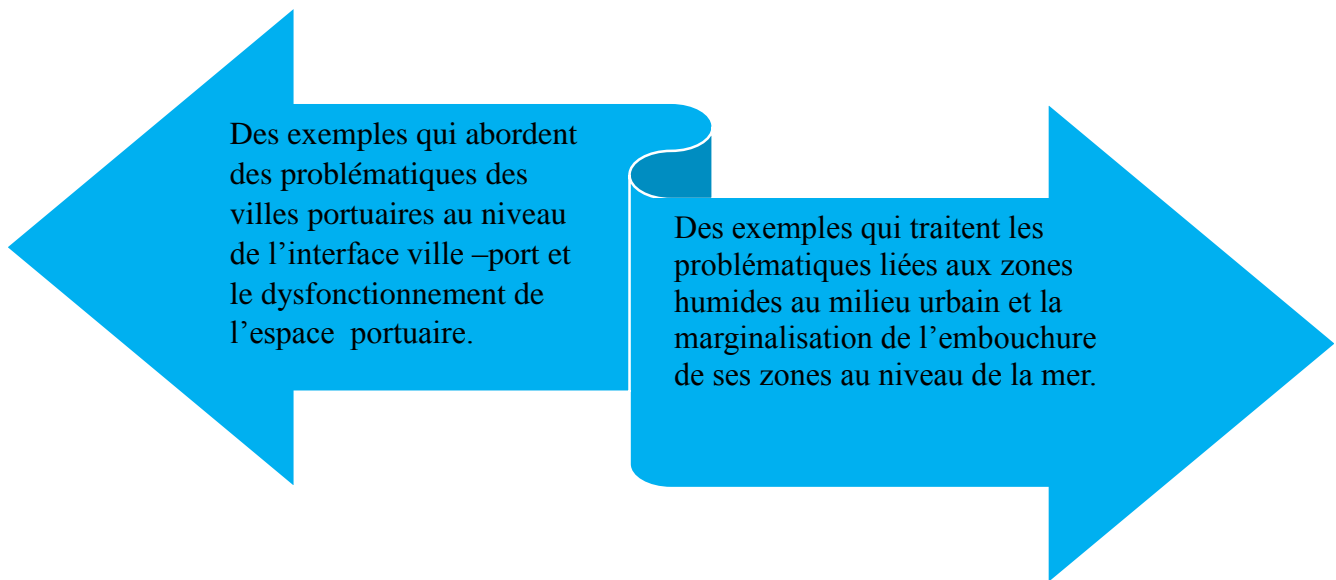 Des exemples qui abordent
des problématiques des
villes portuaires au niveau
de l’interface ville –port et
le dysfonctionnement de
l’espace portuaire.
Des exemples qui traitent les
problématiques liées aux zones
humides au milieu urbain et la
marginalisation de l’embouchure
de ses zones au niveau de la mer.